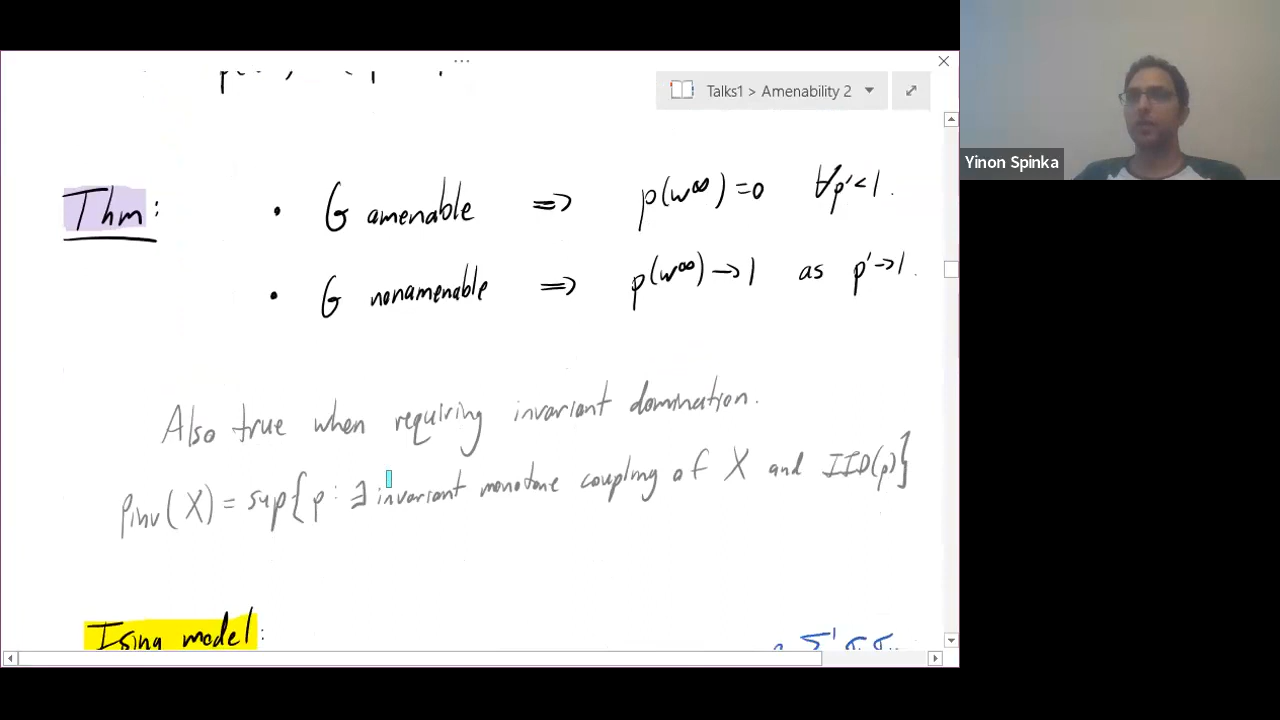 Talks1 > Amenability 2
Yinon Spinka
Thm:
• G amenable ⇒ p(ω^∞) = 0 ∀p' < 1.
• G nonamenable ⇒ p(ω^∞) → 1 as p' → 1.
Also true when requiring invariant domination.
p_inv(X) = sup{p : ∃ invariant monotone coupling of X and IID(p)}
Ising model: